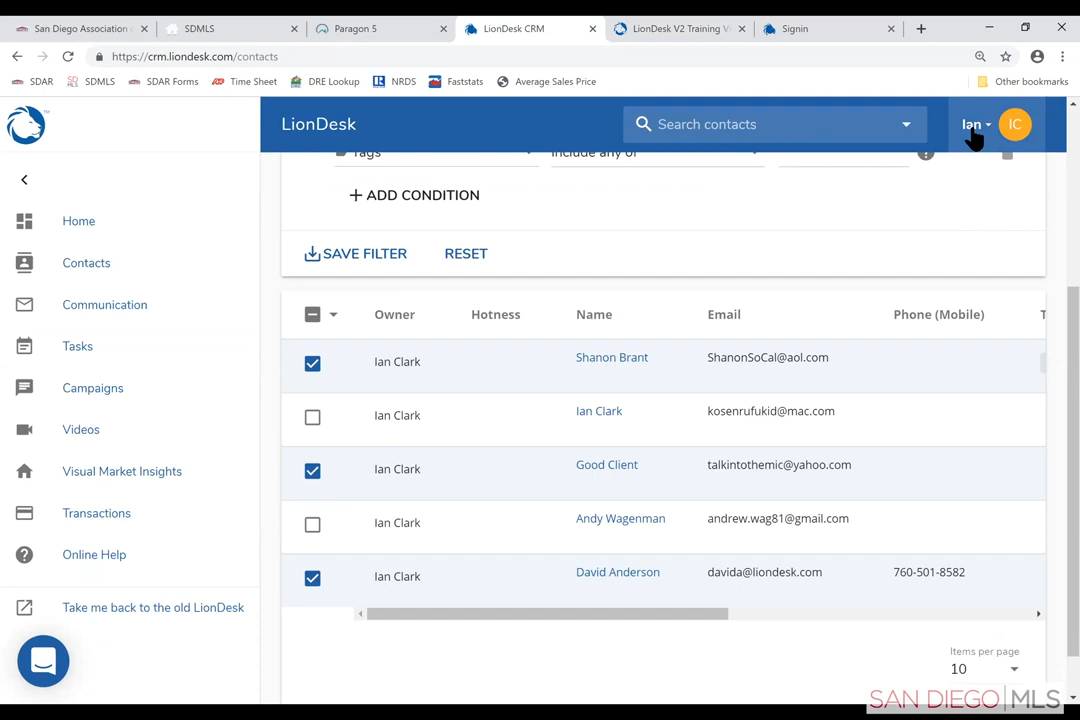 San Diego Association
SDMLS
Paragon 5
LionDesk CRM
LionDesk V2 Training V
Signin
https://crm.liondesk.com/contacts
SDAR
SDMLS
SDAR Forms
Time Sheet
DRE Lookup
NRDS
Faststats
Average Sales Price
Other bookmarks
LionDesk
Search contacts
Ian
IC
Tags
Include any of
+ ADD CONDITION
SAVE FILTER
RESET
Home
Contacts
Communication
Tasks
Campaigns
Videos
Visual Market Insights
Transactions
Online Help
Take me back to the old LionDesk
Owner Hotness Name Email Phone (Mobile) T
Ian Clark Shanon Brant ShanonSoCal@aol.com
Ian Clark Ian Clark kosenrufukid@mac.com
Ian Clark Good Client talkintothemic@yahoo.com
Ian Clark Andy Wagenman andrew.wag81@gmail.com
Ian Clark David Anderson davida@liondesk.com 760-501-8582
Items per page
10
SAN DIEGO | MLS